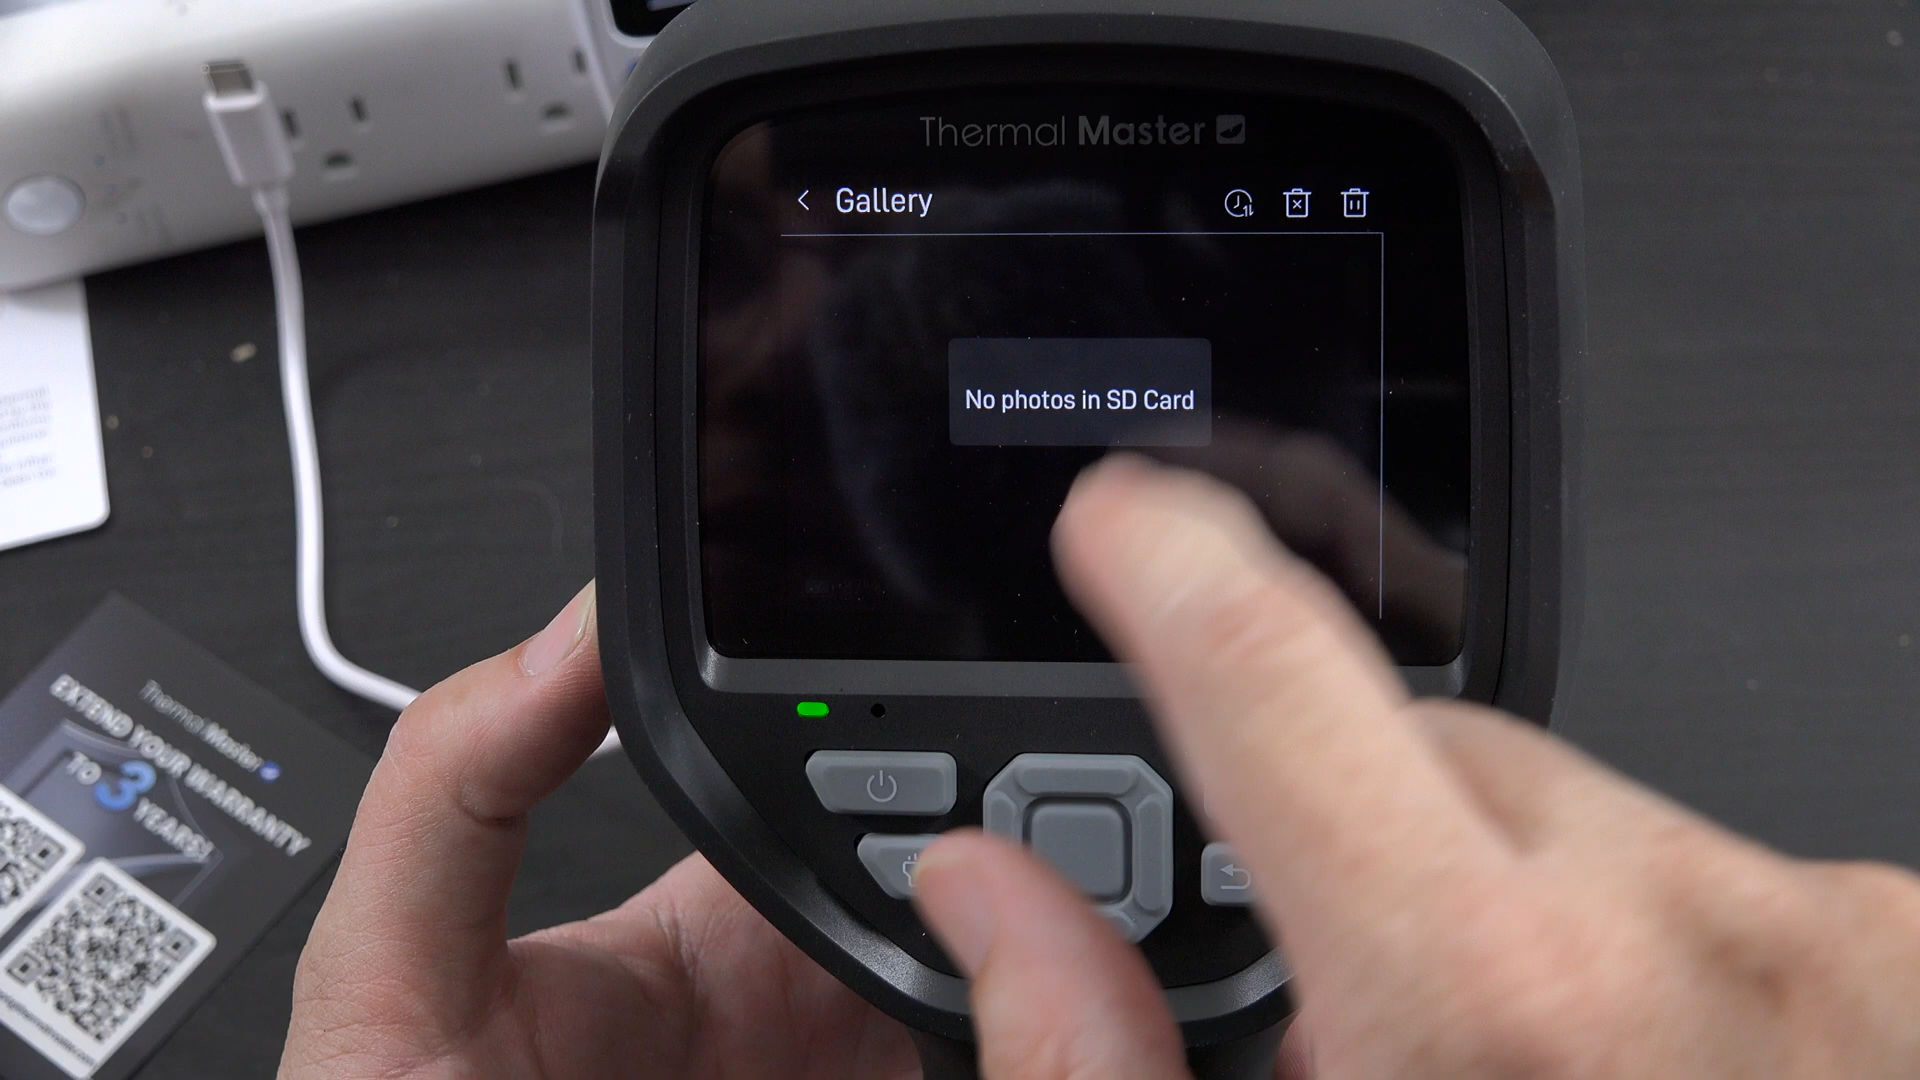 Thermal Master
Gallery
No photos in SD Card
Thermal Master
EXTEND YOUR WARRANTY
TO 3 YEARS!